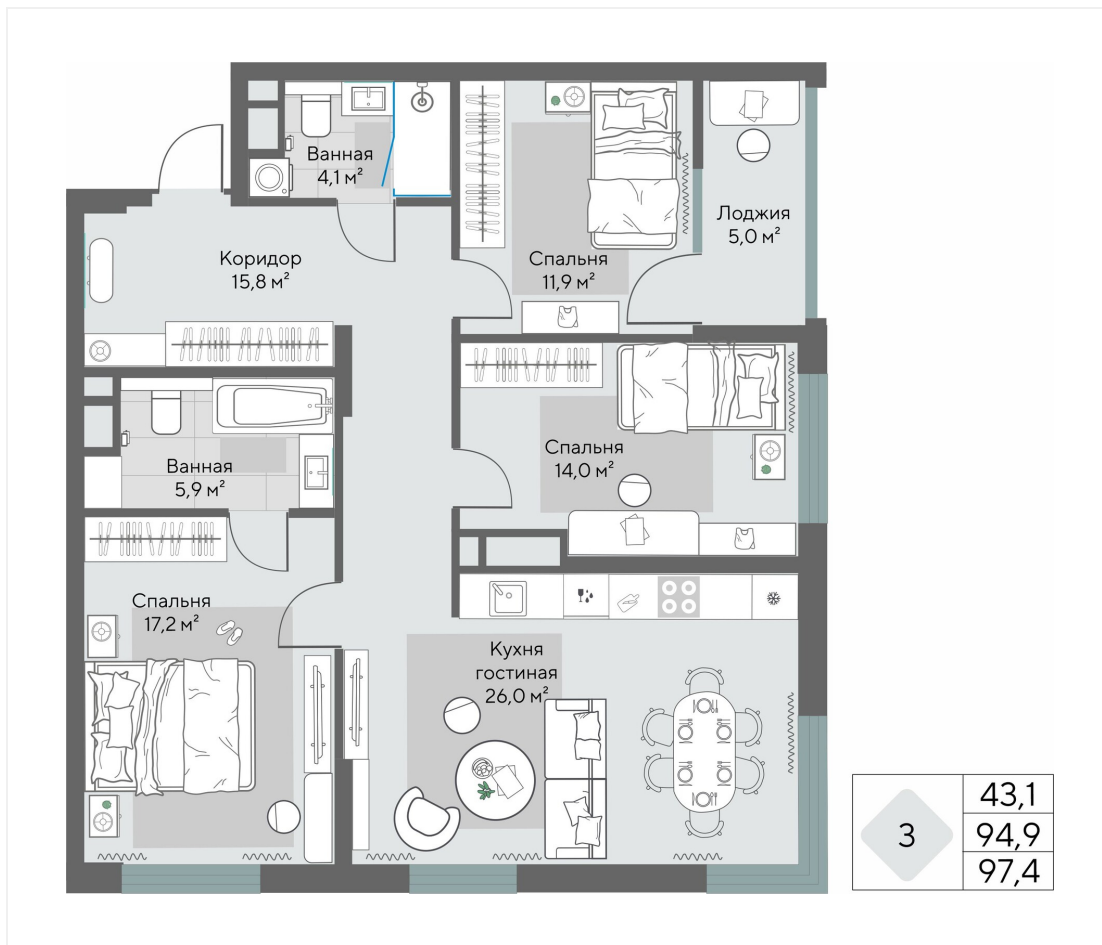 Ванная
4,1 м²
Лоджия
5,0 м²
Коридор
15,8 м²
Спальня
11,9 м²
Спальня
14,0 м²
Ванная
5,9 м²
Спальня
17,2 м²
Кухня
гостиная
26,0 м²
3
43,1
94,9
97,4